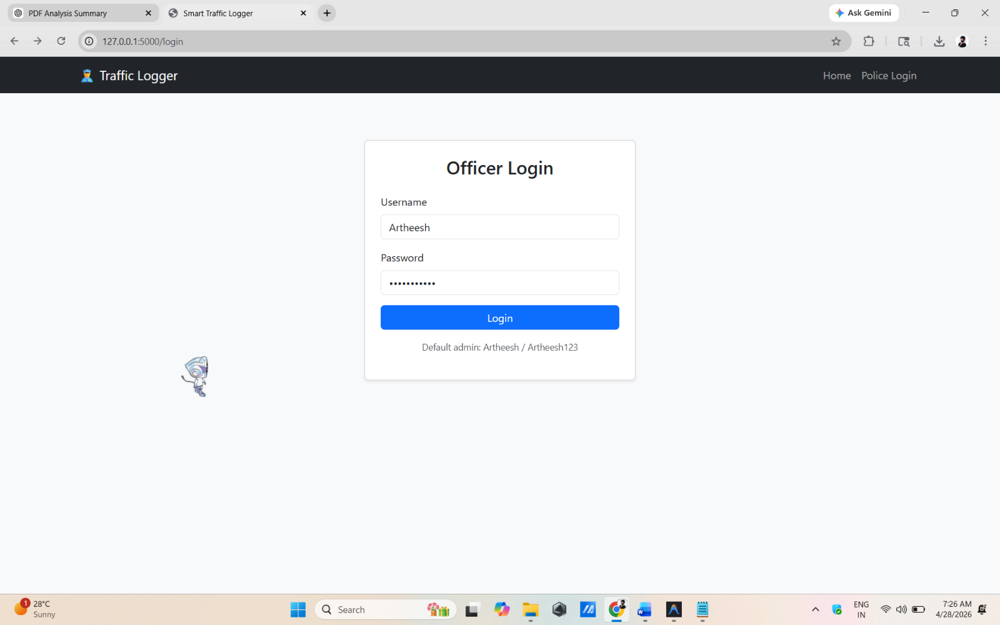 PDF Analysis Summary
Smart Traffic Logger
Ask Gemini
127.0.0.1:5000/login
Traffic Logger
Home
Police Login
Officer Login
Username
Artheesh
Password
•••••••••••
Login
Default admin: Artheesh / Artheesh123
1
28°C
Sunny
Search
ENG
IN
7:26 AM
4/28/2026